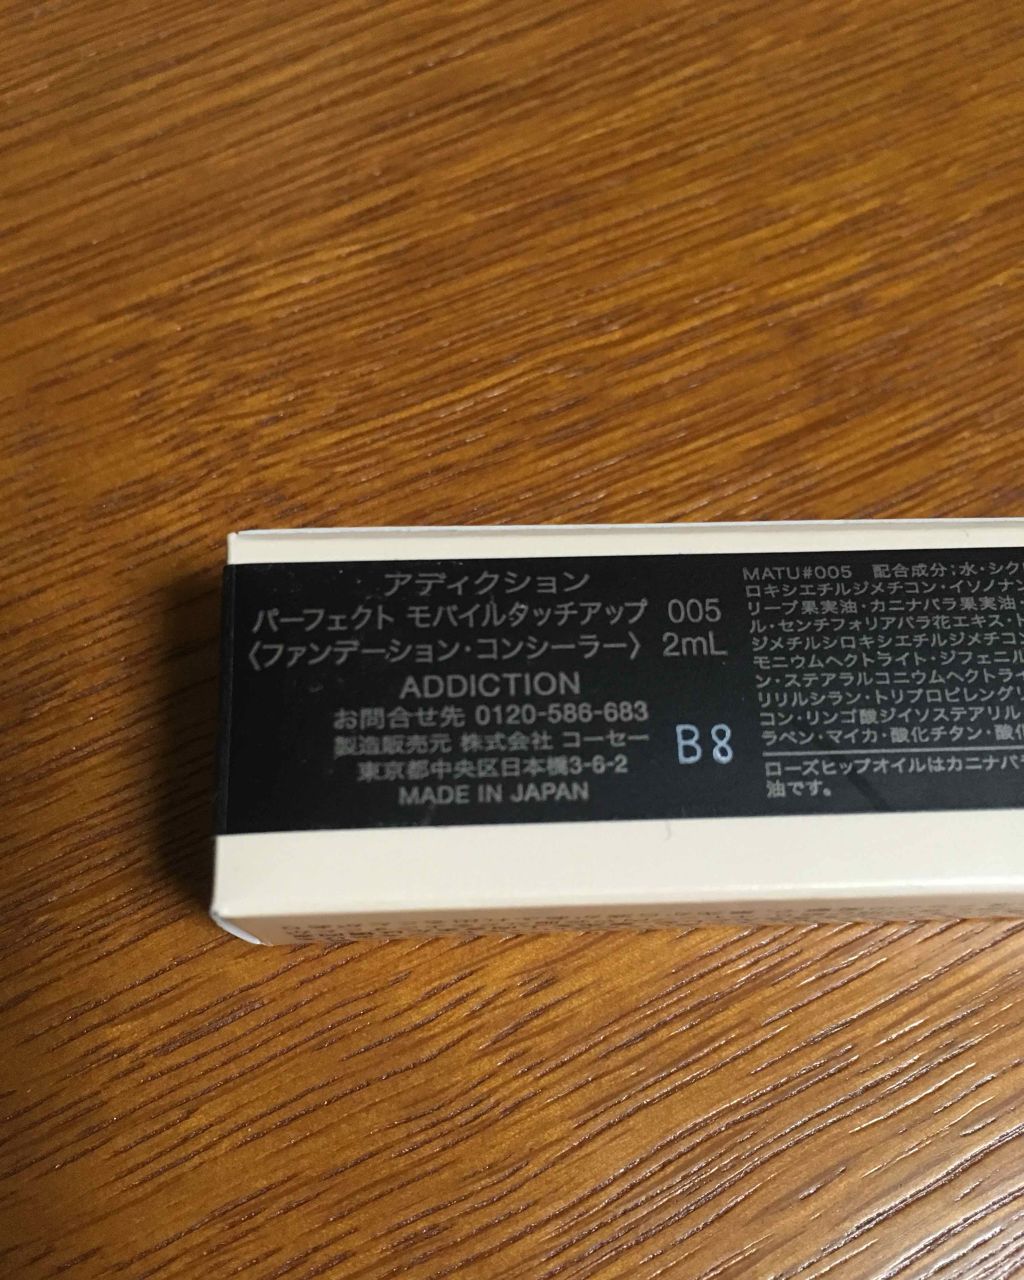 アディクション
パーフェクト モバイルタッチアップ 005
〈ファンデーション・コンシーラー〉 2mL
ADDICTION
お問合せ先 0120-586-683
製造販売元 株式会社 コーセー
東京都中央区日本橋3-6-2
MADE IN JAPAN
B8
MATU#005 配合成分:水・シク
ロキシエチルジメチコン・イソノナン
リーブ果実油・カニナバラ果実油・
ル・センチフォリアバラ花エキス・ト
ジメチルシロキシエチルジメチコン
モニウムヘクトライト・ジフェニル
ン・ステアラルコニウムヘクトライ
リリルシラン・トリプロピレングリ
コン・リンゴ酸ジイソステアリル
ラベン・マイカ・酸化チタン・酸化
ローズヒップオイルはカニナバラ
油です。